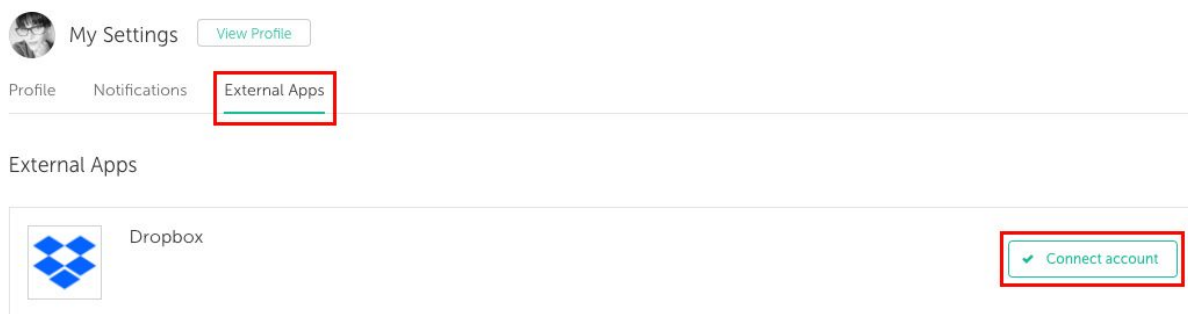 My Settings View Profile
Profile Notifications External Apps
External Apps
Dropbox
Connect account